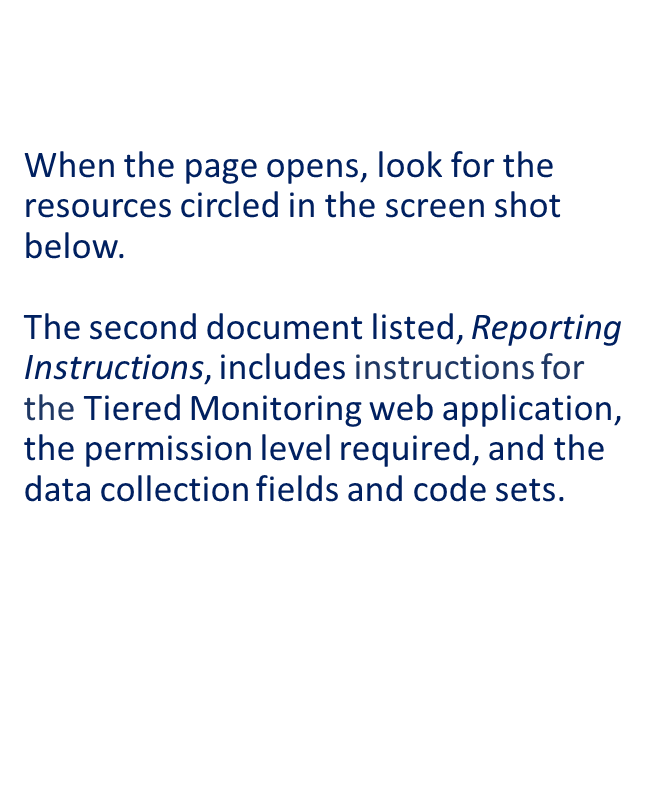 When the page opens, look for the
resources circled in the screen shot
below.
The second document listed, Reporting
Instructions, includes instructions for
the Tiered Monitoring web application,
the permission level required, and the
data collection fields and code sets.